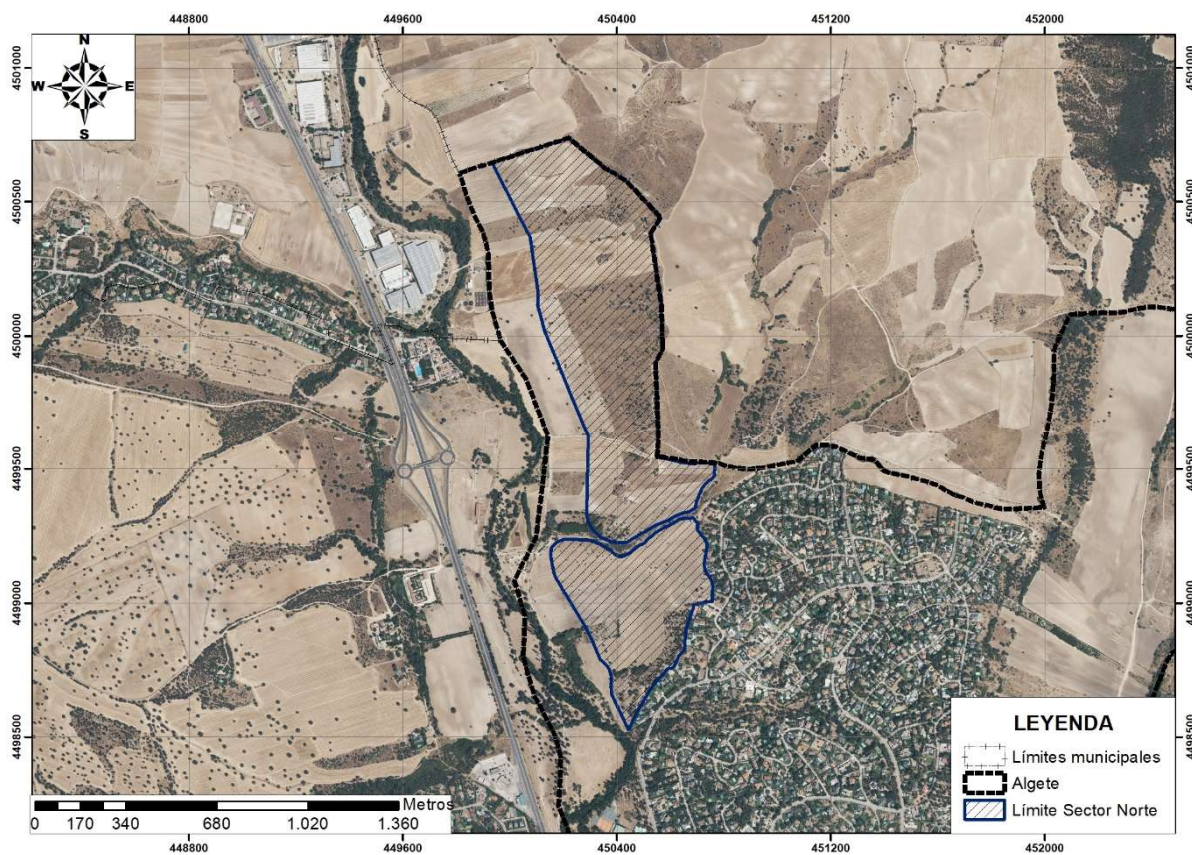 448800 449600 450400 451200 452000
N
W E
S
4501000 4501000
4500500 4500500
4500000 4500000
4499500 4499500
4499000 4499000
4498500 4498500
LEYENDA
Límites municipales
Algete
Límite Sector Norte
Metros
0 170 340 680 1.020 1.360
448800 449600 450400 451200 452000